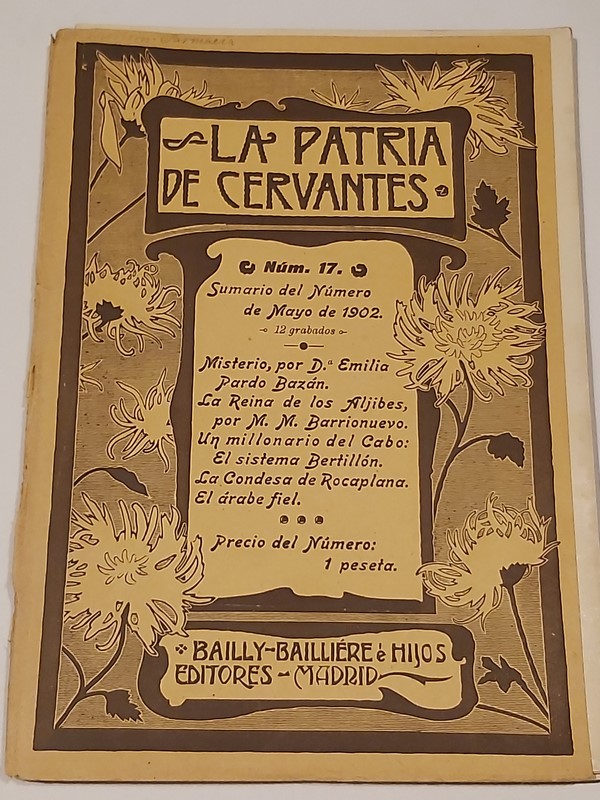 LA PATRIA
DE CERVANTES
Núm. 17.
Sumario del Número
de Mayo de 1902.
12 grabados
Misterio, por D.ª Emilia
Pardo Bazán.
La Reina de los Aljibes,
por M. M. Barrionuevo.
Un millonario del Cabo:
El sistema Bertillón.
La Condesa de Rocaplana.
El árabe fiel.
Precio del Número:
1 peseta.
BAILLY-BAILLIÉRE é HIJOS
EDITORES - MADRID